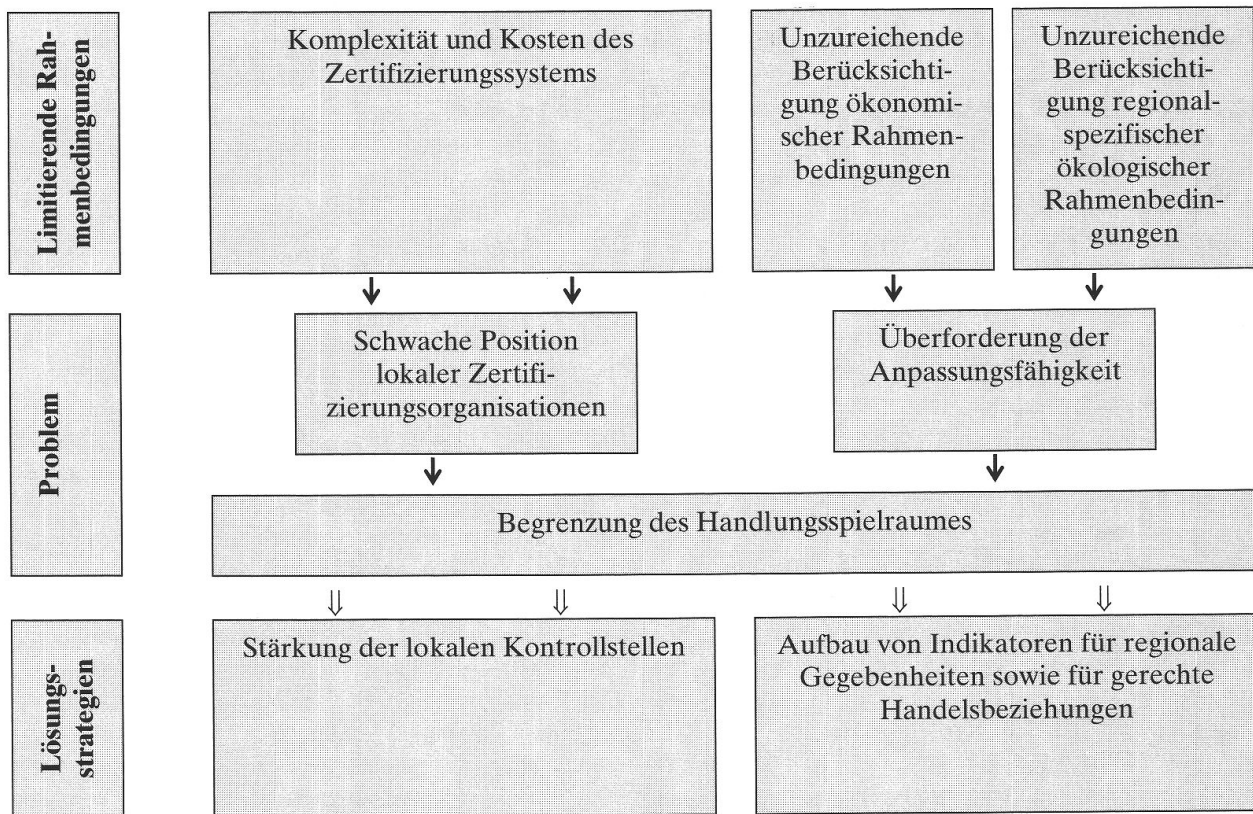 Limitierende Rah-
menbedingungen
Komplexität und Kosten des
Zertifizierungssystems
Unzureichende
Berücksichti-
gung ökonomi-
scher Rahmen-
bedingungen
Unzureichende
Berücksichti-
gung regional-
spezifischer
ökologischer
Rahmenbedin-
gungen
Problem
Schwache Position
lokaler Zertifi-
zierungsorganisationen
Überforderung der
Anpassungsfähigkeit
Begrenzung des Handlungsspielraumes
Lösungs-
strategien
Stärkung der lokalen Kontrollstellen
Aufbau von Indikatoren für regionale
Gegebenheiten sowie für gerechte
Handelsbeziehungen